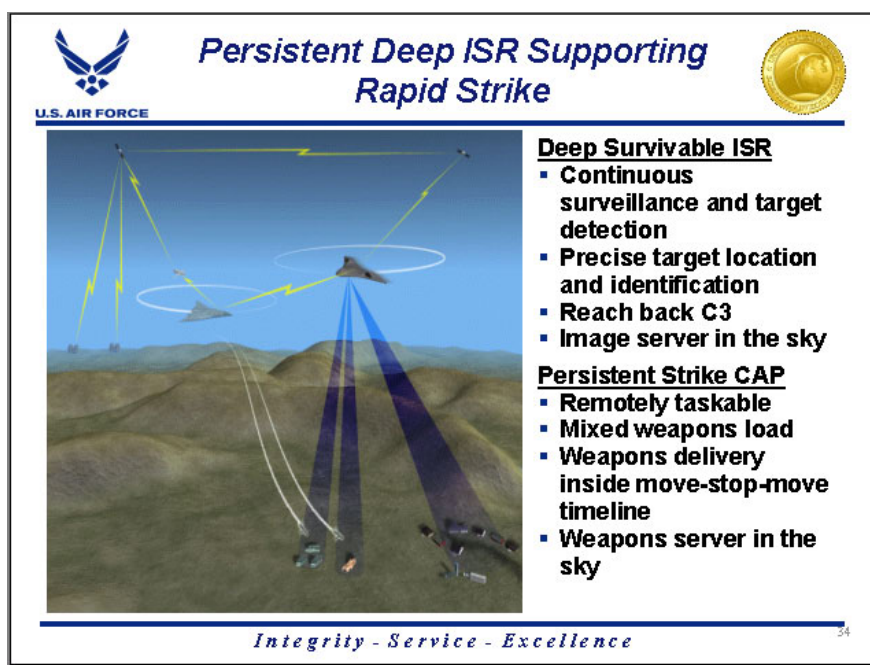 Persistent Deep ISR Supporting
Rapid Strike
U.S. AIR FORCE
Deep Survivable ISR
▪ Continuous
surveillance and target
detection
▪ Precise target location
and identification
▪ Reach back C3
▪ Image server in the sky
Persistent Strike CAP
▪ Remotely taskable
▪ Mixed weapons load
▪ Weapons delivery
inside move-stop-move
timeline
▪ Weapons server in the
sky
34
Integrity - Service - Excellence